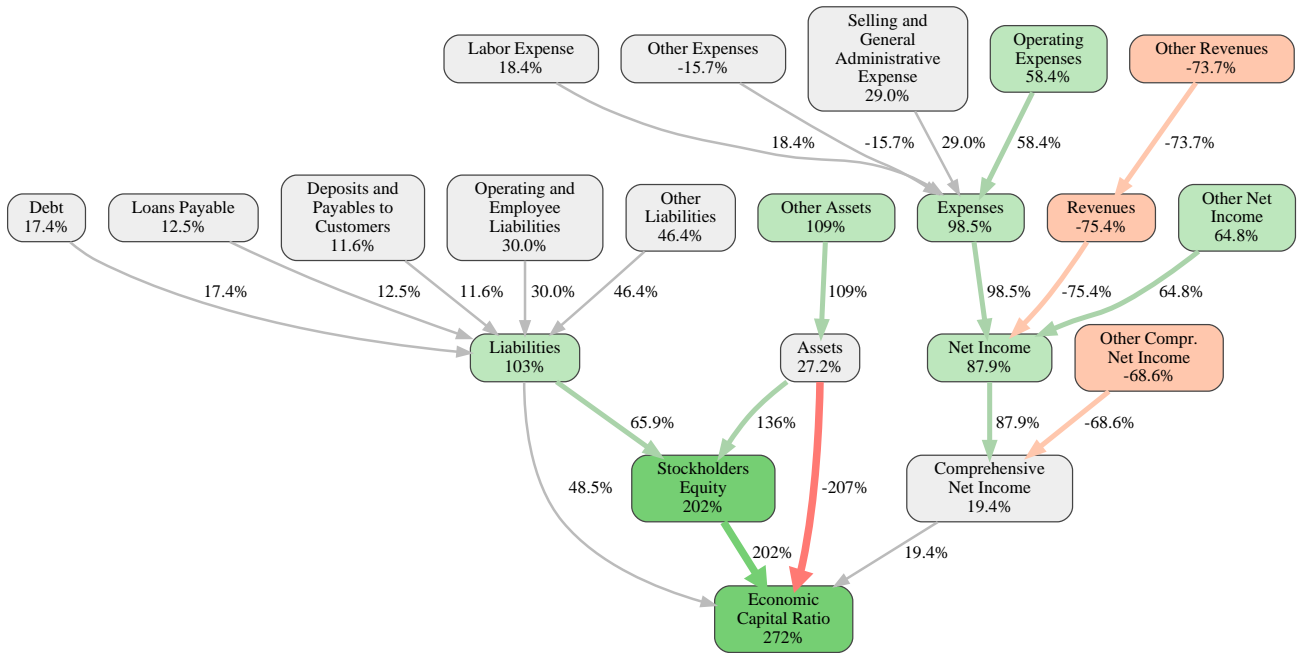 Selling and
General
Administrative
Expense
29.0%
Labor Expense
18.4%
Other Expenses
-15.7%
Operating
Expenses
58.4%
Other Revenues
-73.7%
18.4%
-15.7%
29.0%
58.4%
-73.7%
Debt
17.4%
Loans Payable
12.5%
Deposits and
Payables to
Customers
11.6%
Operating and
Employee
Liabilities
30.0%
Other
Liabilities
46.4%
Other Assets
109%
Expenses
98.5%
Revenues
-75.4%
Other Net
Income
64.8%
17.4%
12.5%
11.6%
30.0%
46.4%
109%
98.5%
-75.4%
64.8%
Liabilities
103%
Assets
27.2%
Net Income
87.9%
Other Compr.
Net Income
-68.6%
65.9%
136%
87.9%
-68.6%
Stockholders
Equity
202%
Comprehensive
Net Income
19.4%
48.5%
-207%
202%
19.4%
Economic
Capital Ratio
272%